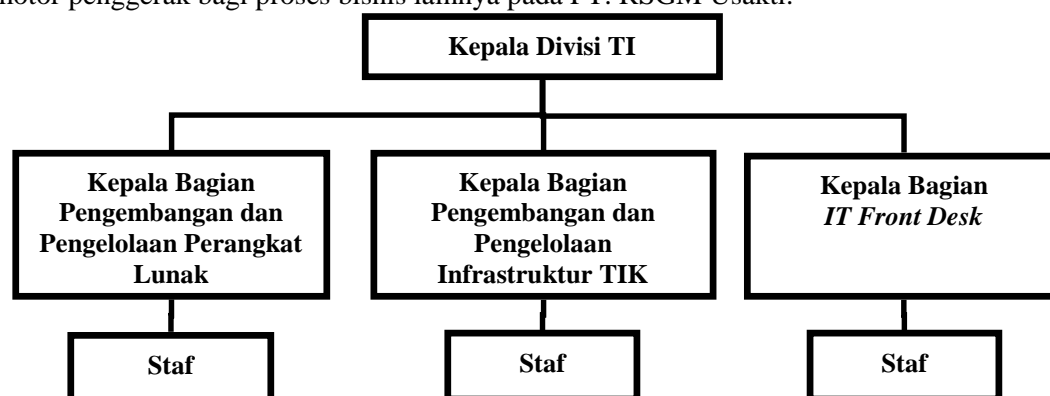 motor penggerak bagi proses bisnis lainnya pada PT. RSGM Usakti.
Kepala Divisi TI
Kepala Bagian
Pengembangan dan
Pengelolaan Perangkat
Lunak
Kepala Bagian
Pengembangan dan
Pengelolaan
Infrastruktur TIK
Kepala Bagian
IT Front Desk
Staf
Staf
Staf